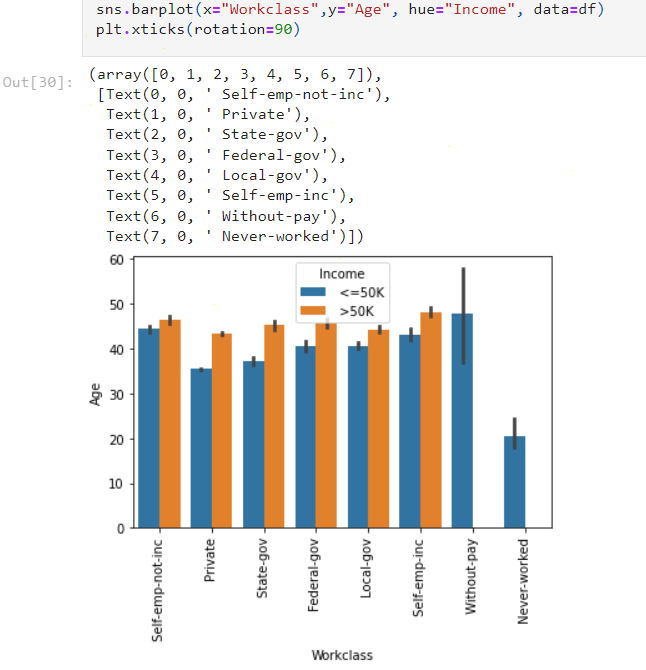 sns.barplot(x="Workclass",y="Age", hue="Income", data=df)
plt.xticks(rotation=90)
Out[30]:
(array([0, 1, 2, 3, 4, 5, 6, 7]),
[Text(0, 0, ' Self-emp-not-inc'),
Text(1, 0, ' Private'),
Text(2, 0, ' State-gov'),
Text(3, 0, ' Federal-gov'),
Text(4, 0, ' Local-gov'),
Text(5, 0, ' Self-emp-inc'),
Text(6, 0, ' Without-pay'),
Text(7, 0, ' Never-worked')])
Income
<=50K
>50K
60
50
40
30
20
10
0
Age
Self-emp-not-inc
Private
State-gov
Federal-gov
Local-gov
Self-emp-inc
Without-pay
Never-worked
Workclass